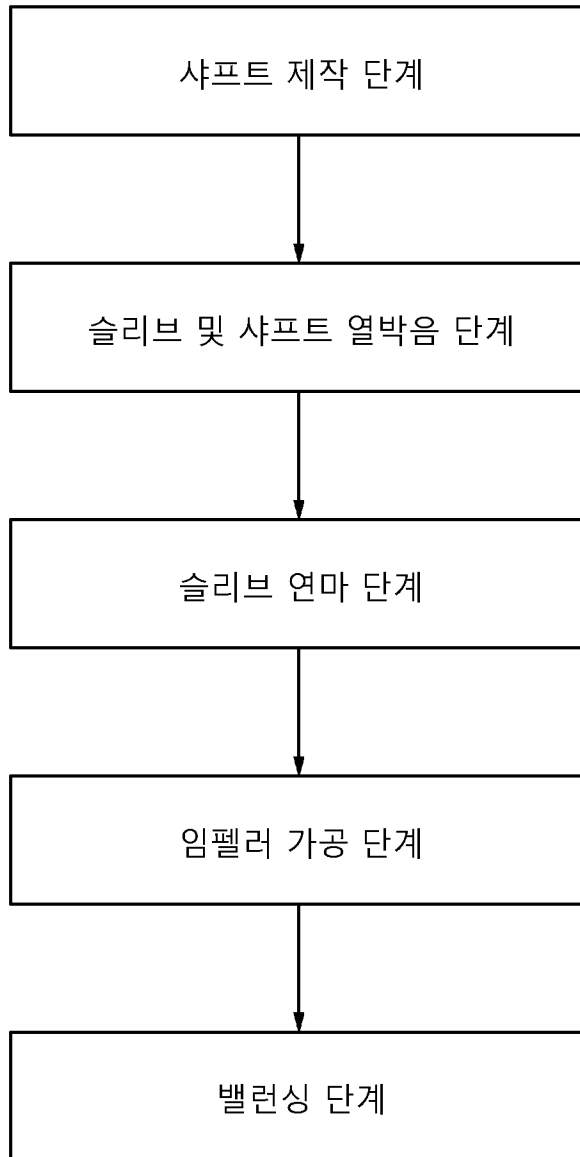 샤프트 제작 단계
슬리브 및 샤프트 열박음 단계
슬리브 연마 단계
임펠러 가공 단계
밸런싱 단계